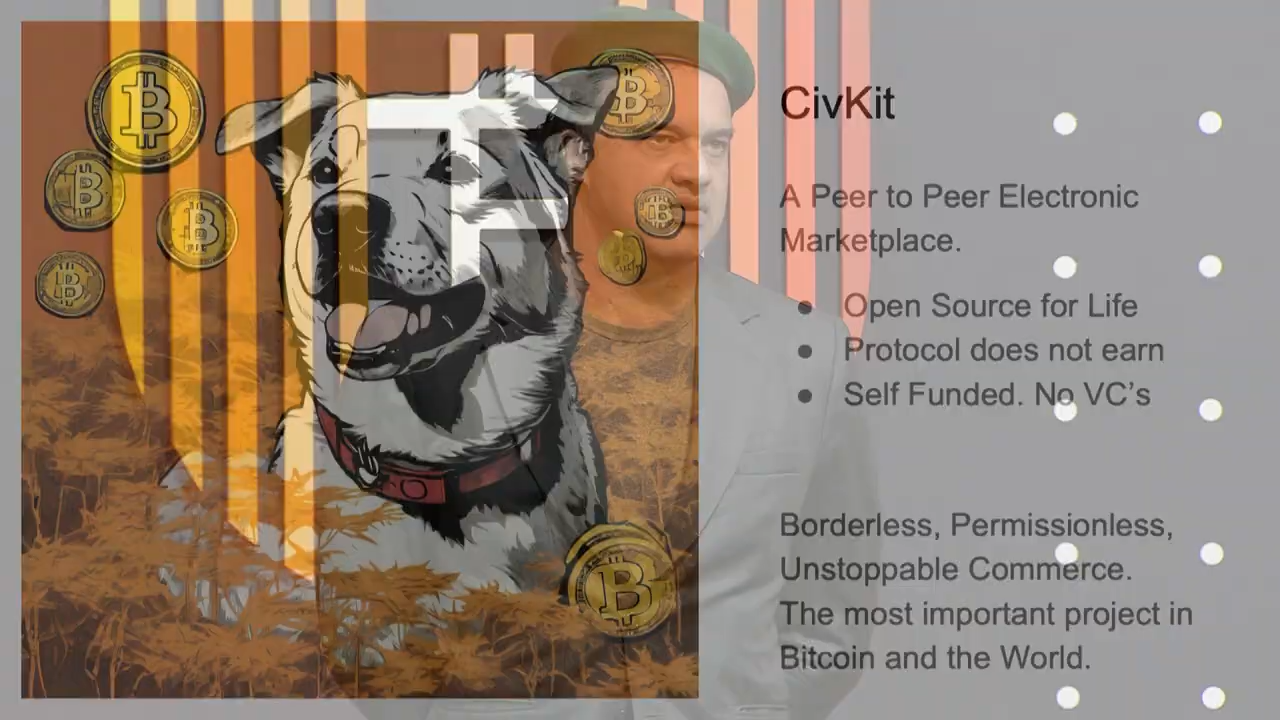 CivKit
A Peer to Peer Electronic
Marketplace.
● Open Source for Life
● Protocol does not earn
● Self Funded. No VC’s
Borderless, Permissionless,
Unstoppable Commerce.
The most important project in
Bitcoin and the World.